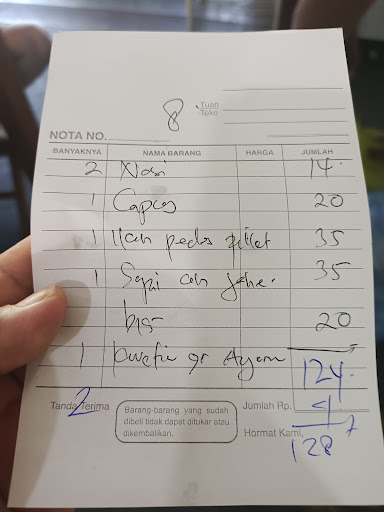 8
Tuan
Toko
NOTA NO.
BANYAKNYA NAMA BARANG HARGA JUMLAH
2 Nasi 14.
1 Capcay 20
1 Ikan pedas fillet 35
1 Sapi cah jahe. 35
20
1 gr Ayam
124.
4
128
Tanda Terima
2
Barang-barang yang sudah
dibeli tidak dapat ditukar atau
dikembalikan.
Jumlah Rp.
Hormat Kami,